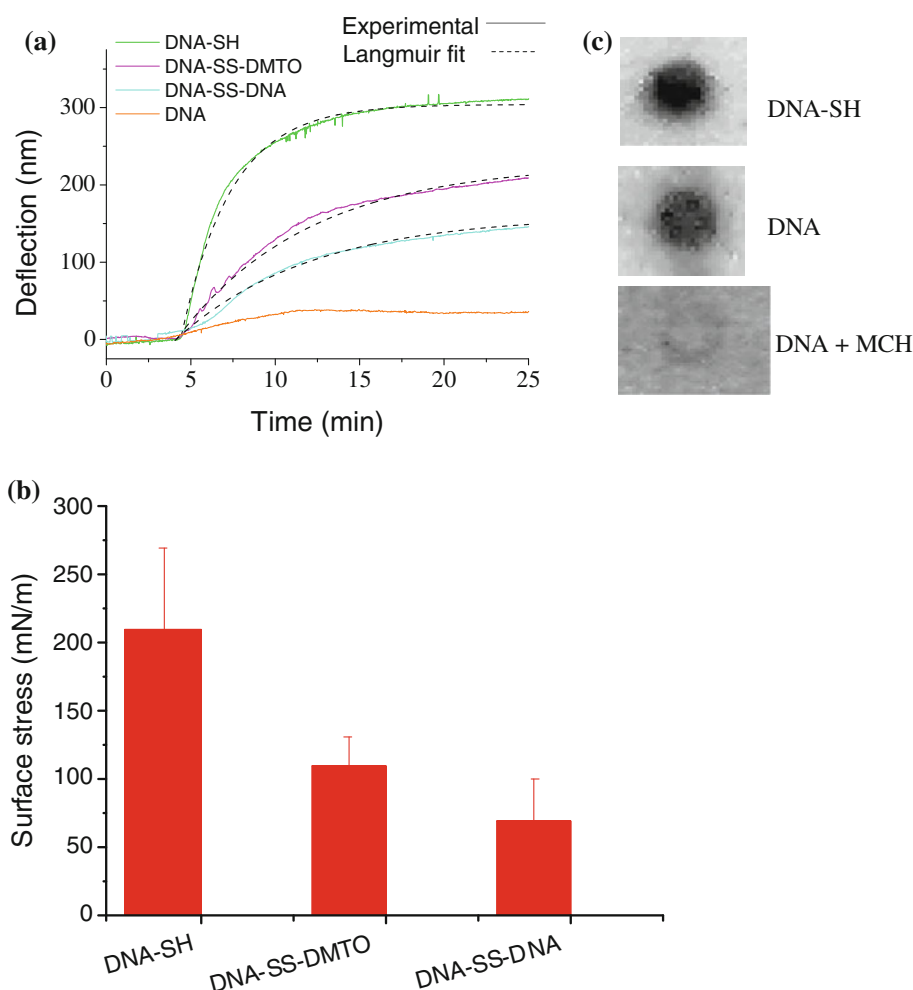 (a)
DNA-SH
DNA-SS-DMTO
DNA-SS-DNA
DNA
Experimental
Langmuir fit
300
200
100
0
Deflection (nm)
0 5 10 15 20 25
Time (min)
(c)
DNA-SH
DNA
DNA + MCH
(b)
300
250
200
150
100
50
0
Surface stress (mN/m)
DNA-SH
DNA-SS-DMTO
DNA-SS-DNA